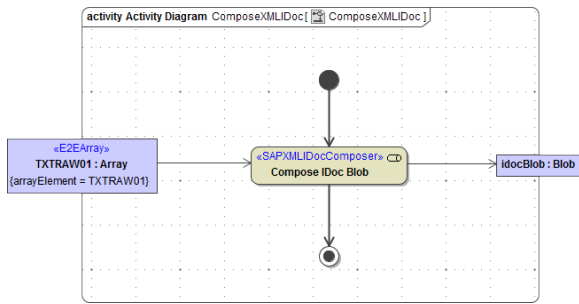 activity Activity Diagram ComposeXMLIDoc[ ComposeXMLIDoc ]
«E2EArray»
TXTRAW01 : Array
{arrayElement = TXTRAW01}
«SAPXMLIDocComposer»
Compose IDoc Blob
idocBlob : Blob